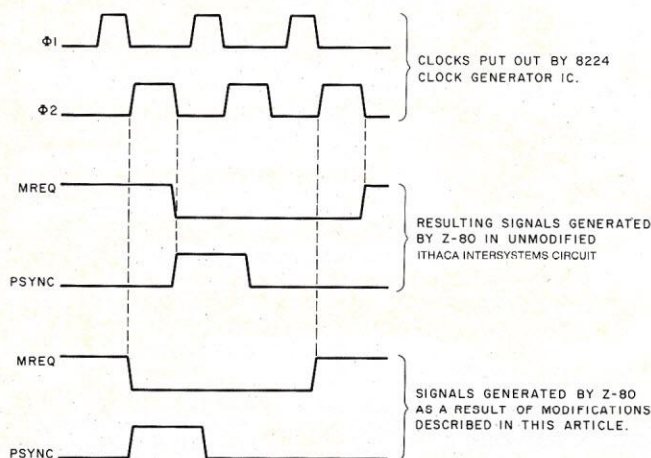 Φ1
CLOCKS PUT OUT BY 8224
CLOCK GENERATOR IC.
Φ2
MREQ
RESULTING SIGNALS GENERATED
BY Z-80 IN UNMODIFIED
ITHACA INTERSYSTEMS CIRCUIT
PSYNC
MREQ
SIGNALS GENERATED BY Z-80
AS A RESULT OF MODIFICATIONS
DESCRIBED IN THIS ARTICLE.
PSYNC